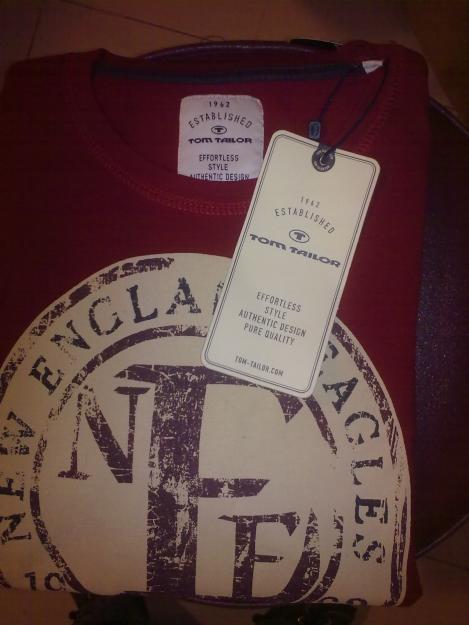 1962
ESTABLISHED
TOM TAILOR
EFFORTLESS
STYLE
AUTHENTIC DESIGN
1962
ESTABLISHED
T
TOM TAILOR
EFFORTLESS
STYLE
AUTHENTIC DESIGN
PURE QUALITY
TOM-TAILOR.COM
NEW ENGLA EAGLES
N
E
F
19